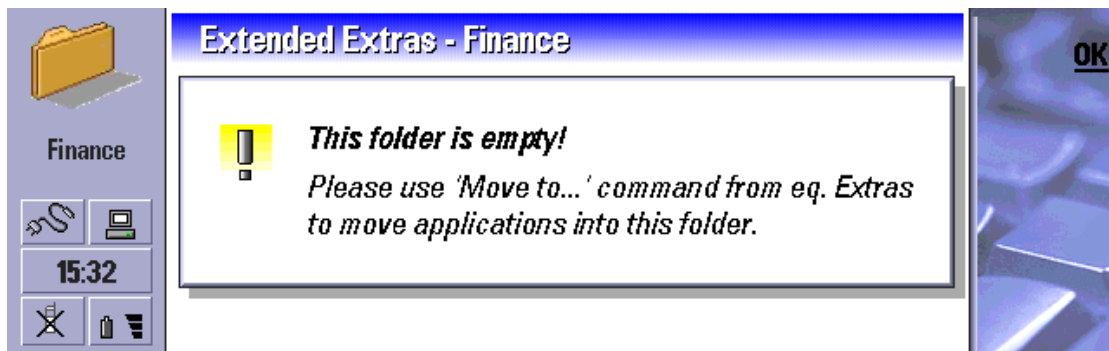 Extended Extras - Finance
OK
Finance
This folder is empty!
Please use 'Move to...' command from eq. Extras
to move applications into this folder.
15:32